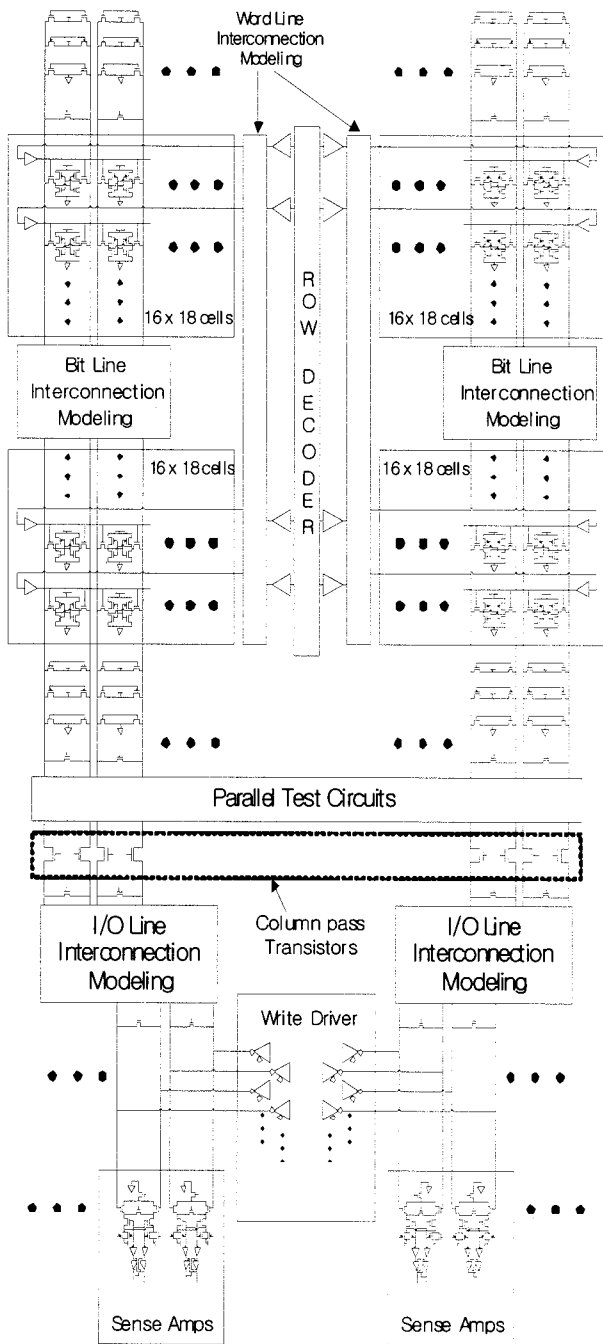 Word Line
Interconnection
Modeling
16 x 18 cells
16 x 18 cells
ROW DECODER
Bit Line
Interconnection
Modeling
Bit Line
Interconnection
Modeling
16 x 18 cells
16 x 18 cells
Parallel Test Circuits
Column pass
Transistors
I/O Line
Interconnection
Modeling
I/O Line
Interconnection
Modeling
Write Driver
Sense Amps
Sense Amps